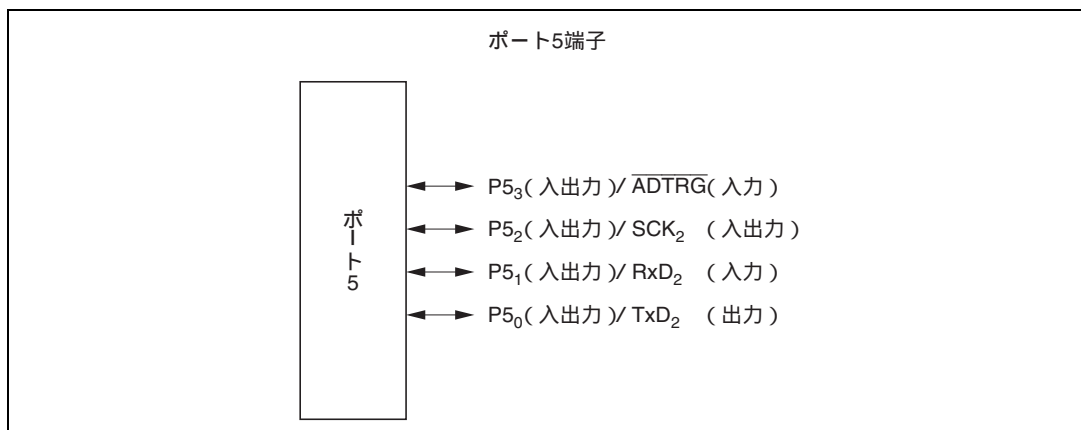 ポート5端子
ポート5
P5₃(入出力)/ ADTRG(入力)
P5₂(入出力)/ SCK₂ (入出力)
P5₁(入出力)/ RxD₂ (入力)
P5₀(入出力)/ TxD₂ (出力)